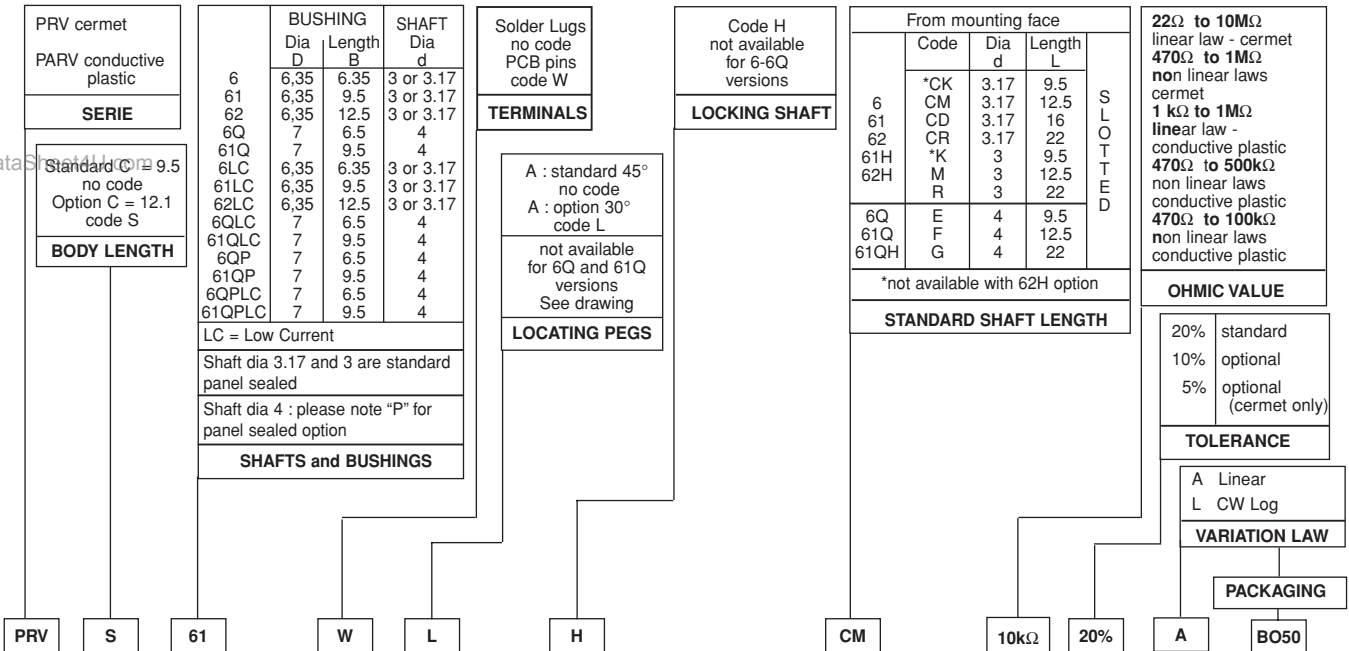 PRV cermet
PARV conductive
plastic
SERIE
ataSheet4U.com
Standard C = 9.5
no code
Option C = 12.1
code S
BODY LENGTH
BUSHING SHAFT
Dia Length Dia
D B d
6 6,35 6.35 3 or 3.17
61 6,35 9.5 3 or 3.17
62 6,35 12.5 3 or 3.17
6Q 7 6.5 4
61Q 7 9.5 4
6LC 6,35 6.35 3 or 3.17
61LC 6,35 9.5 3 or 3.17
62LC 6,35 12.5 3 or 3.17
6QLC 7 6.5 4
61QLC 7 9.5 4
6QP 7 6.5 4
61QP 7 9.5 4
6QPLC 7 6.5 4
61QPLC 7 9.5 4
LC = Low Current
Shaft dia 3.17 and 3 are standard
panel sealed
Shaft dia 4 : please note “P” for
panel sealed option
SHAFTS and BUSHINGS
Solder Lugs
no code
PCB pins
code W
TERMINALS
A : standard 45°
no code
A : option 30°
code L
not available
for 6Q and 61Q
versions
See drawing
LOCATING PEGS
Code H
not available
for 6-6Q
versions
LOCKING SHAFT
From mounting face
Code Dia Length
d L
*CK 3.17 9.5
6 CM 3.17 12.5
61 CD 3.17 16
62 CR 3.17 22
61H *K 3 9.5
62H M 3 12.5
R 3 22
6Q E 4 9.5
61Q F 4 12.5
61QH G 4 22
SLOTTED
*not available with 62H option
STANDARD SHAFT LENGTH
22Ω to 10MΩ
linear law - cermet
470Ω to 1MΩ
non linear laws
cermet
1 kΩ to 1MΩ
linear law -
conductive plastic
470Ω to 500kΩ
non linear laws
conductive plastic
470Ω to 100kΩ
non linear laws
conductive plastic
OHMIC VALUE
20% standard
10% optional
5% optional
(cermet only)
TOLERANCE
A Linear
L CW Log
VARIATION LAW
PACKAGING
PRV S 61 W L H CM 10kΩ 20% A BO50